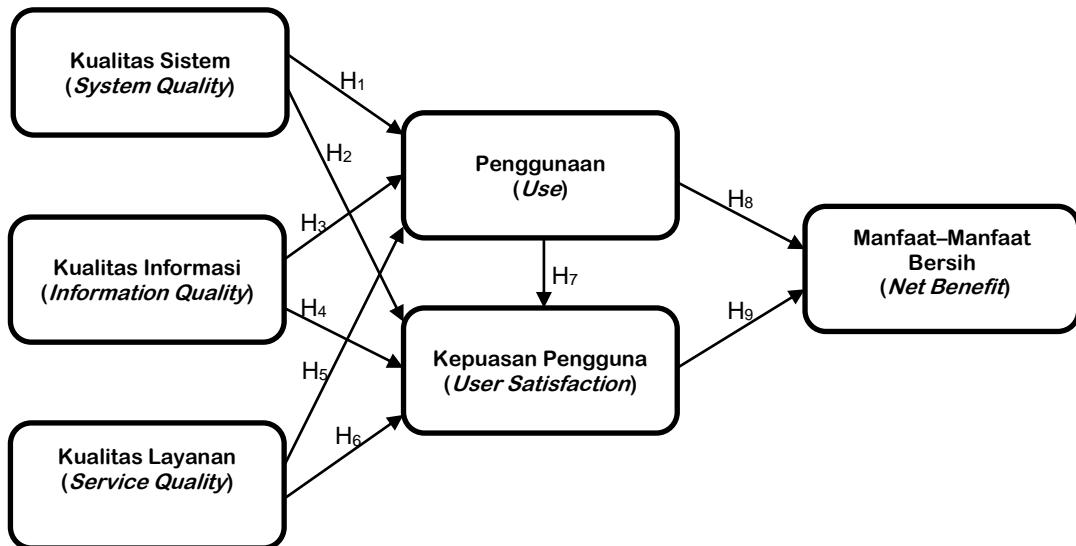 Kualitas Sistem
(System Quality)
H1
H2
Penggunaan
(Use)
H3
Kualitas Informasi
(Information Quality)
H4
H5
H6
H7
H8
H9
Kepuasan Pengguna
(User Satisfaction)
Kualitas Layanan
(Service Quality)
Manfaat–Manfaat
Bersih
(Net Benefit)